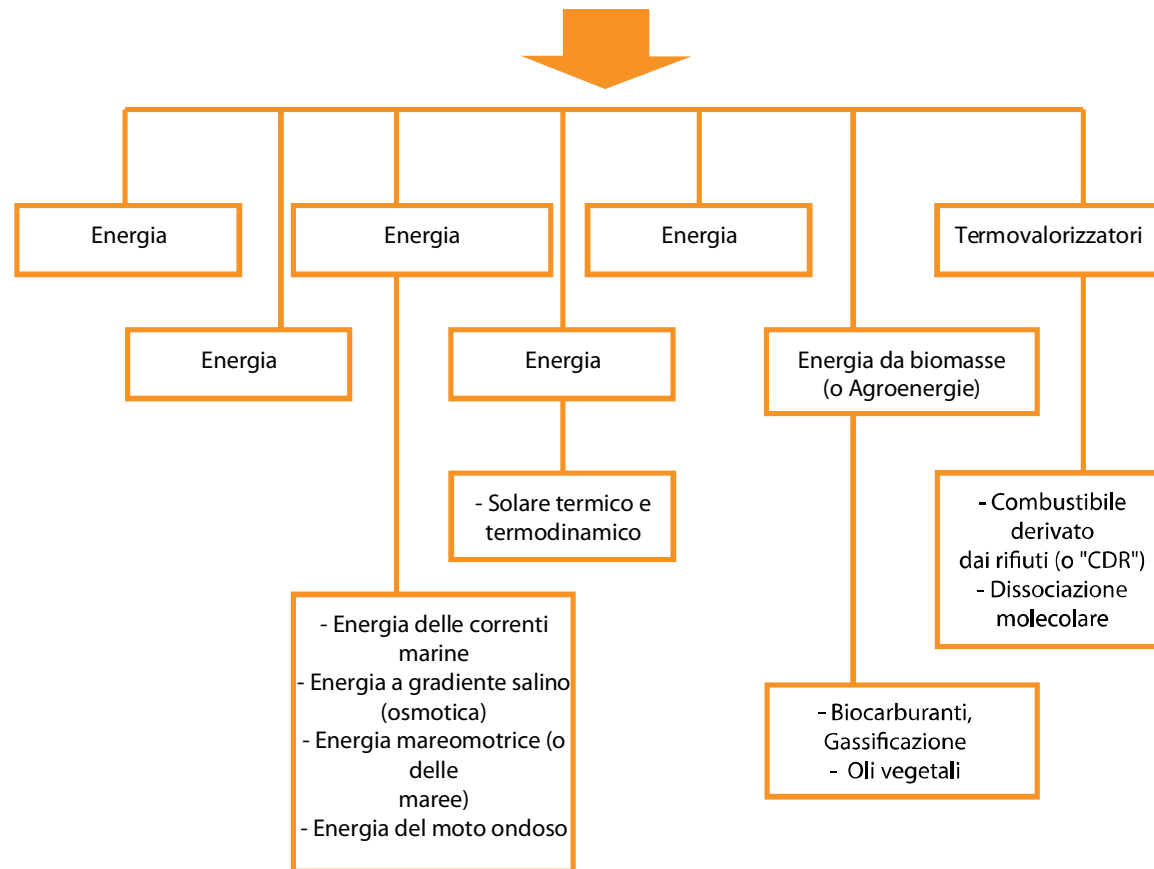 Energia
Energia
Energia
Termovalorizzatori
Energia
Energia
Energia da biomasse
(o Agroenergie)
- Solare termico e
termodinamico
- Combustibile
derivato
dai rifiuti (o "CDR")
- Dissociazione
molecolare
- Energia delle correnti
marine
- Energia a gradiente salino
(osmotica)
- Energia mareomotrice (o
delle
maree)
- Energia del moto ondoso
- Biocarburanti,
Gassificazione
- Oli vegetali